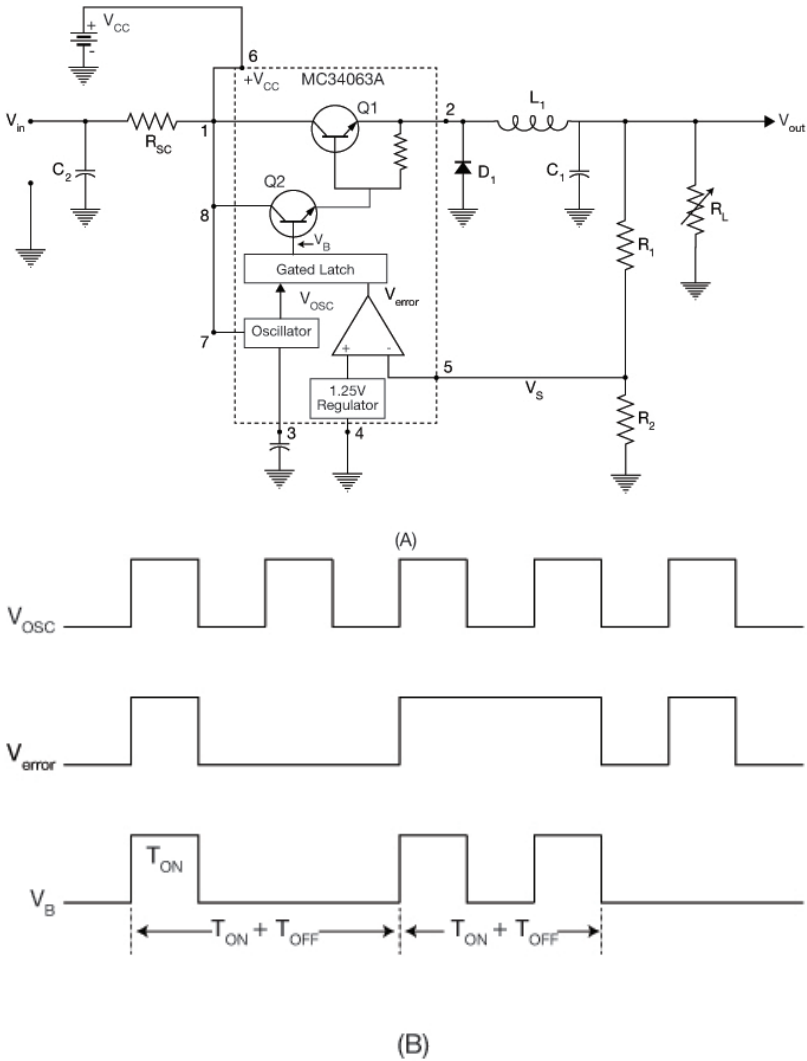 V_CC
+
-
6
+V_CC
MC34063A
V_in
1
R_SC
C_2
Q1
2
L_1
V_out
D_1
C_1
R_L
R_1
8
Q2
V_B
Gated Latch
V_OSC
V_error
7
Oscillator
+
-
5
V_S
1.25V
Regulator
R_2
3
4
(A)
V_OSC
V_error
T_ON
V_B
T_ON + T_OFF
T_ON + T_OFF
(B)